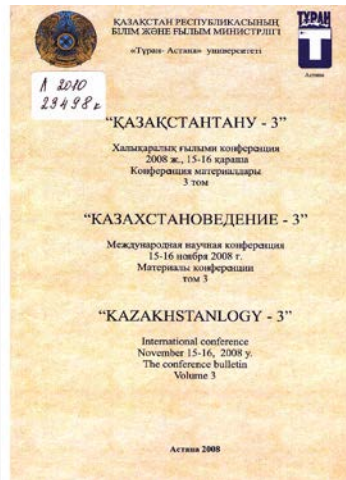 ҚАЗАҚСТАН РЕСПУБЛИКАСЫНЫҢ
БІЛІМ ЖӘНЕ ҒЫЛЫМ МИНИСТРЛІГІ
«Тұран- Астана» университеті
ТҰРАН
Астана
А 2010
29498к
“ҚАЗАҚСТАНТАНУ - 3”
Халықаралық ғылыми конференция
2008 ж., 15-16 қараша
Конференция материалдары
3 том
“КАЗАХСТАНОВЕДЕНИЕ - 3”
Международная научная конференция
15-16 ноября 2008 г.
Материалы конференции
том 3
“KAZAKHSTANLOGY - 3”
International conference
November 15-16, 2008 y.
The conference bulletin
Volume 3
Астана 2008